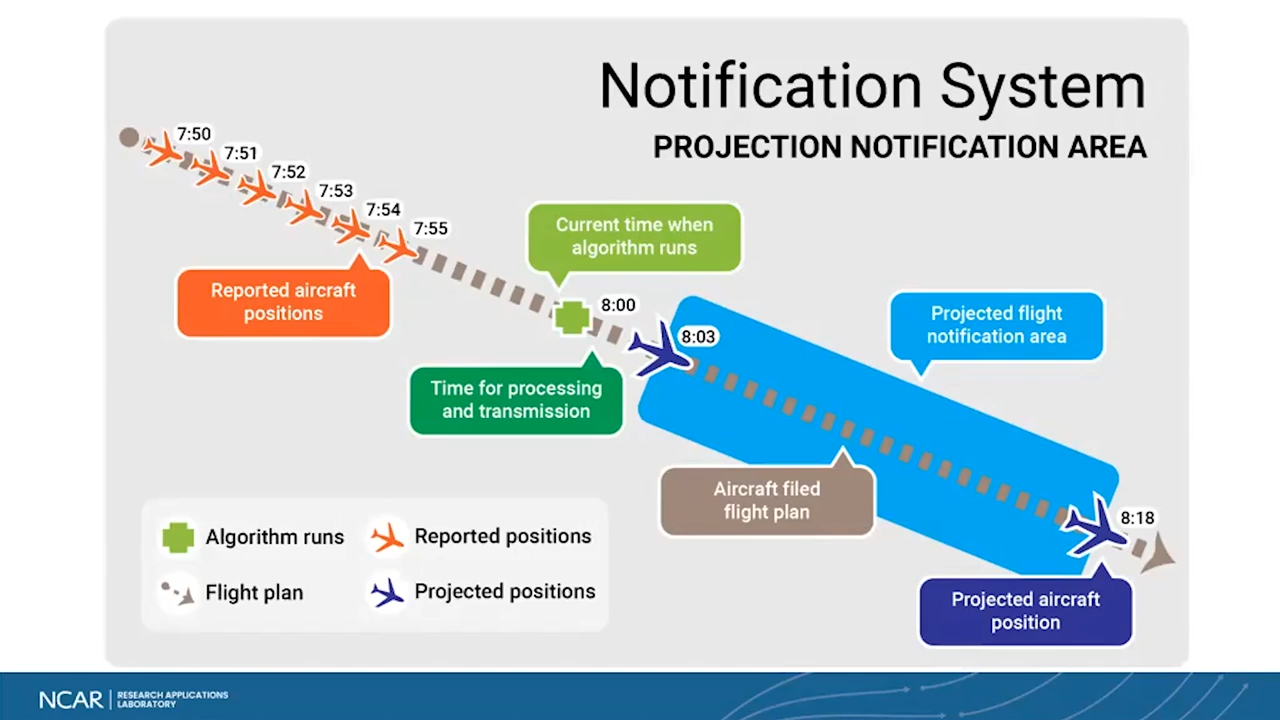 Notification System
PROJECTION NOTIFICATION AREA
7:50
7:51
7:52
7:53
7:54
7:55
Reported aircraft
positions
Current time when
algorithm runs
8:00
8:03
Time for processing
and transmission
Projected flight
notification area
Aircraft filed
flight plan
8:18
Projected aircraft
position
Algorithm runs
Reported positions
Flight plan
Projected positions
NCAR
RESEARCH APPLICATIONS
LABORATORY